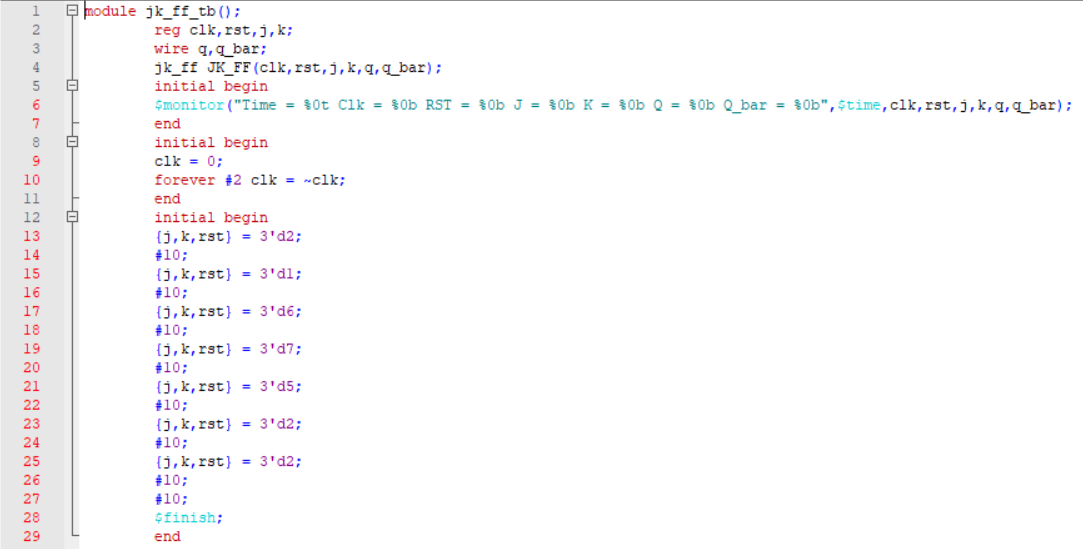 1 module jk_ff_tb();
2 reg clk,rst,j,k;
3 wire q,q_bar;
4 jk_ff JK_FF(clk,rst,j,k,q,q_bar);
5 initial begin
6 $monitor("Time = %0t Clk = %0b RST = %0b J = %0b K = %0b Q = %0b Q_bar = %0b",$time,clk,rst,j,k,q,q_bar);
7 end
8 initial begin
9 clk = 0;
10 forever #2 clk = ~clk;
11 end
12 initial begin
13 {j,k,rst} = 3'd2;
14 #10;
15 {j,k,rst} = 3'd1;
16 #10;
17 {j,k,rst} = 3'd6;
18 #10;
19 {j,k,rst} = 3'd7;
20 #10;
21 {j,k,rst} = 3'd5;
22 #10;
23 {j,k,rst} = 3'd2;
24 #10;
25 {j,k,rst} = 3'd2;
26 #10;
27 #10;
28 $finish;
29 end